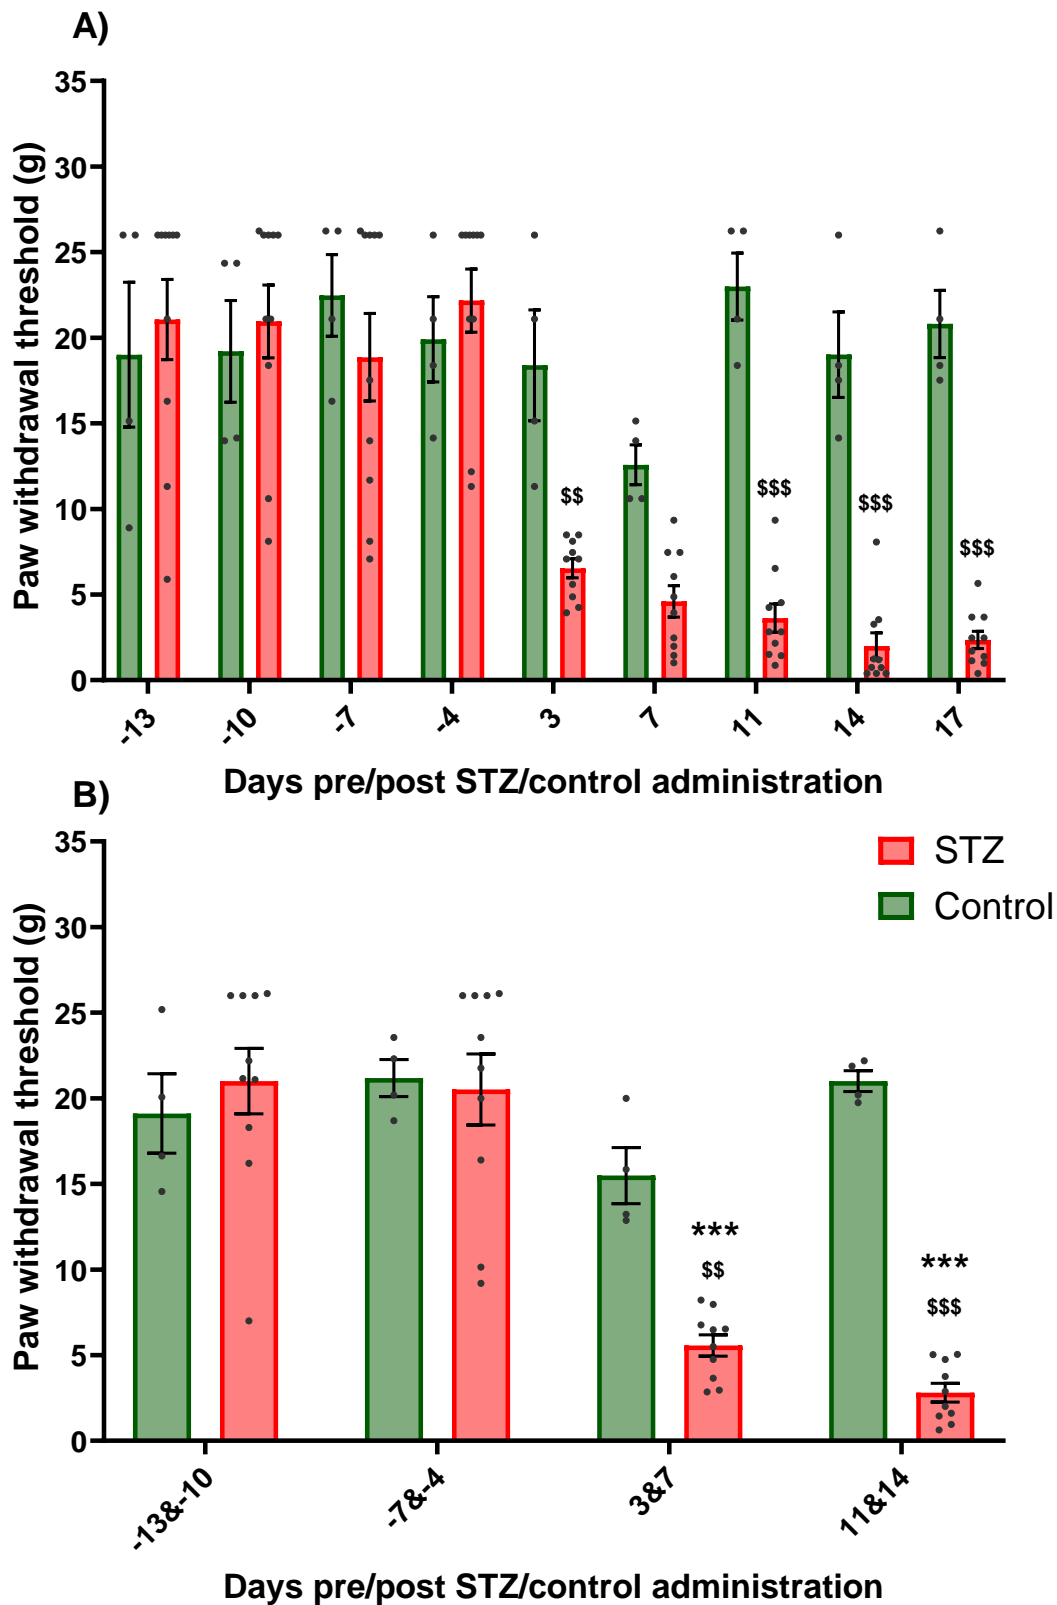 A)
Paw withdrawal threshold (g)
35
30
25
20
15
10
5
0
$$
$$$
$$$
$$$
-13 -10 -7 -4 3 7 11 14 17
Days pre/post STZ/control administration
B)
STZ
Control
Paw withdrawal threshold (g)
35
30
25
20
15
10
5
0
***
$$
***
$$$
-13&-10 -7&-4 3&7 11&14
Days pre/post STZ/control administration